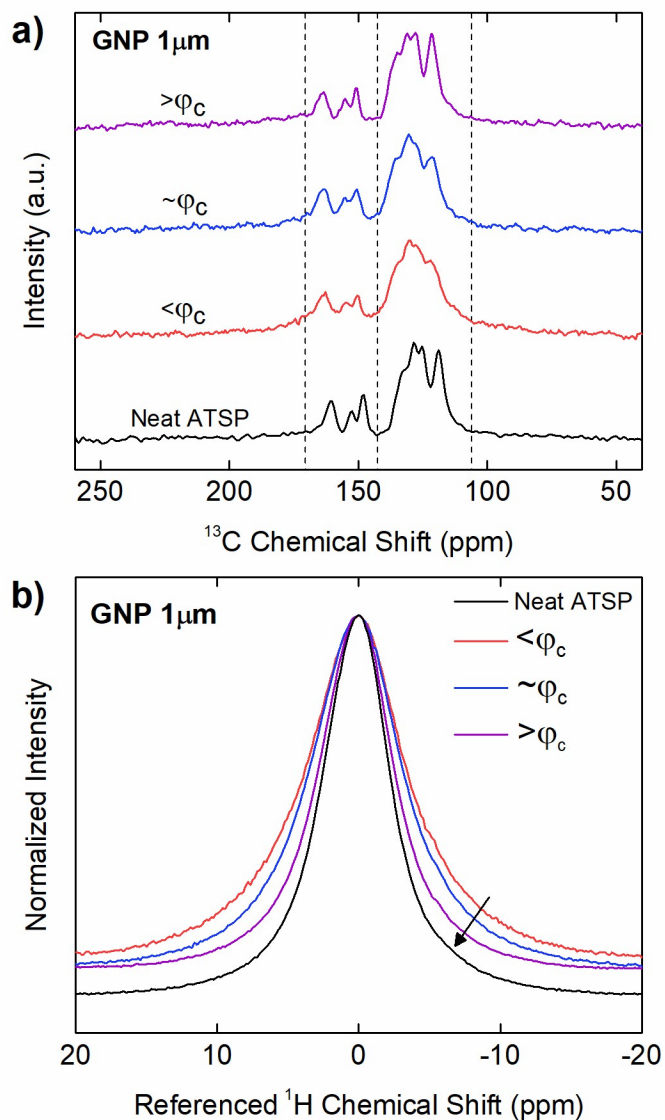 a)
GNP 1μm
>φc
~φc
<φc
Neat ATSP
Intensity (a.u.)
250 200 150 100 50
¹³C Chemical Shift (ppm)
b)
GNP 1μm
Neat ATSP
<φc
~φc
>φc
Normalized Intensity
20 10 0 -10 -20
Referenced ¹H Chemical Shift (ppm)